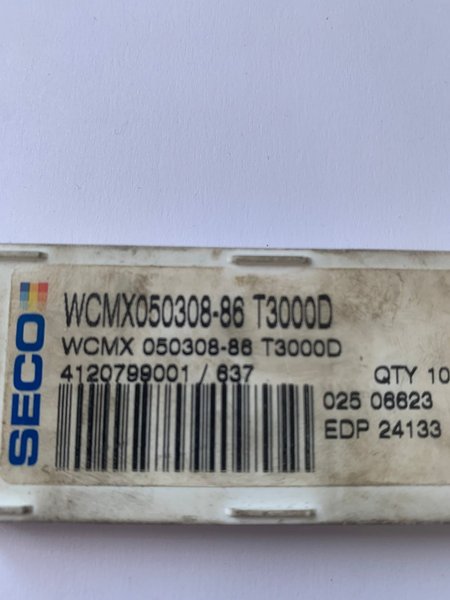 SECO
WCMX050308-86 T3000D
WCMX 050308-86 T3000D
4120799001 / 637 QTY 10
025 06623
EDP 24133